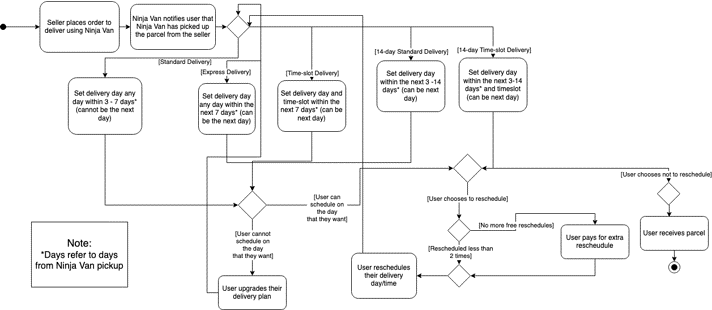 Seller places order to
deliver using Ninja Van
Ninja Van notifies user that
Ninja Van has picked up
the parcel from the seller
[Standard Delivery]
[Express Delivery]
[Time-slot Delivery]
[14-day Standard Delivery]
[14-day Time-slot Delivery]
Set delivery day any
day within 3 - 7 days*
(cannot be the next
day)
Set delivery day
any day within the
next 7 days* (can
be the next day)
Set delivery day and
time-slot within the
next 7 days* (can be
next day)
Set delivery day
within the next 3 -14
days* (can be next
day)
Set delivery day
within the next 3-14
days* and timeslot
(can be next day)
[User can
schedule on
the day
that they want]
[User cannot
schedule on
the day
that they want]
User upgrades their
delivery plan
[User chooses to reschedule]
[User chooses not to reschedule]
[No more free reschedules]
[Rescheduled less than
2 times]
User pays for extra
rescheudule
User reschedules
their delivery
day/time
User receives parcel
Note:
*Days refer to days
from Ninja Van pickup